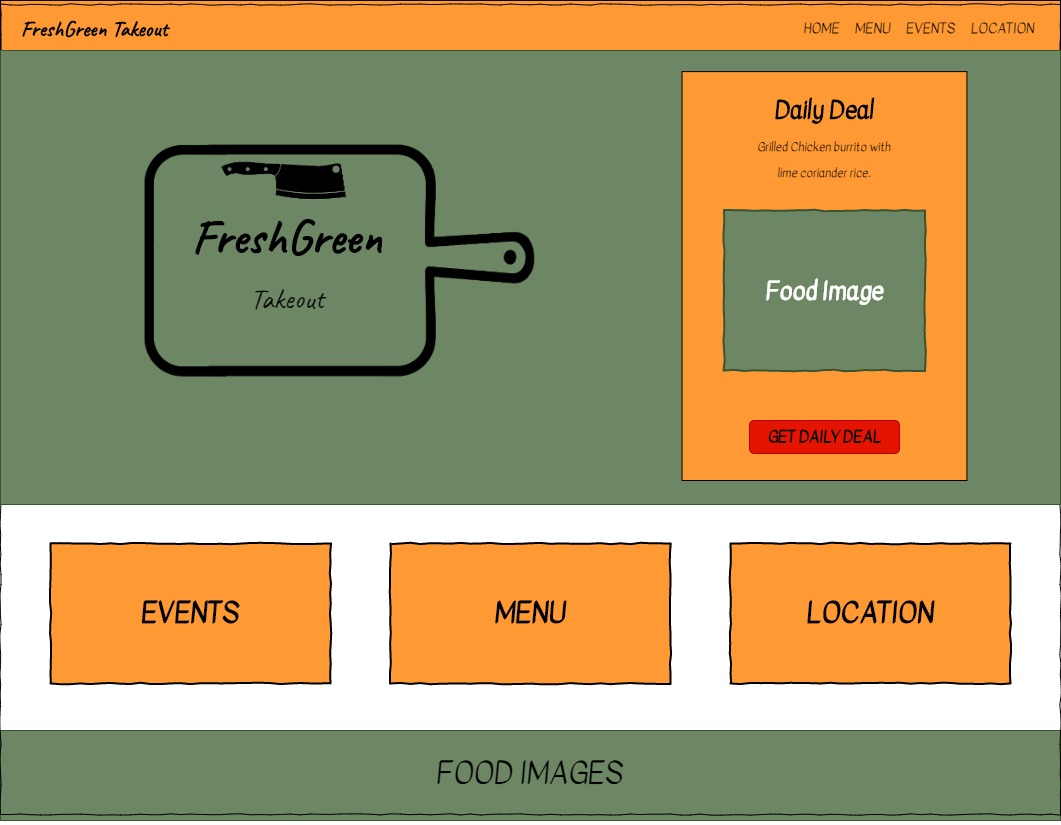 FreshGreen Takeout
HOME MENU EVENTS LOCATION
FreshGreen
Takeout
Daily Deal
Grilled Chicken burrito with
lime coriander rice.
Food Image
GET DAILY DEAL
EVENTS
MENU
LOCATION
FOOD IMAGES